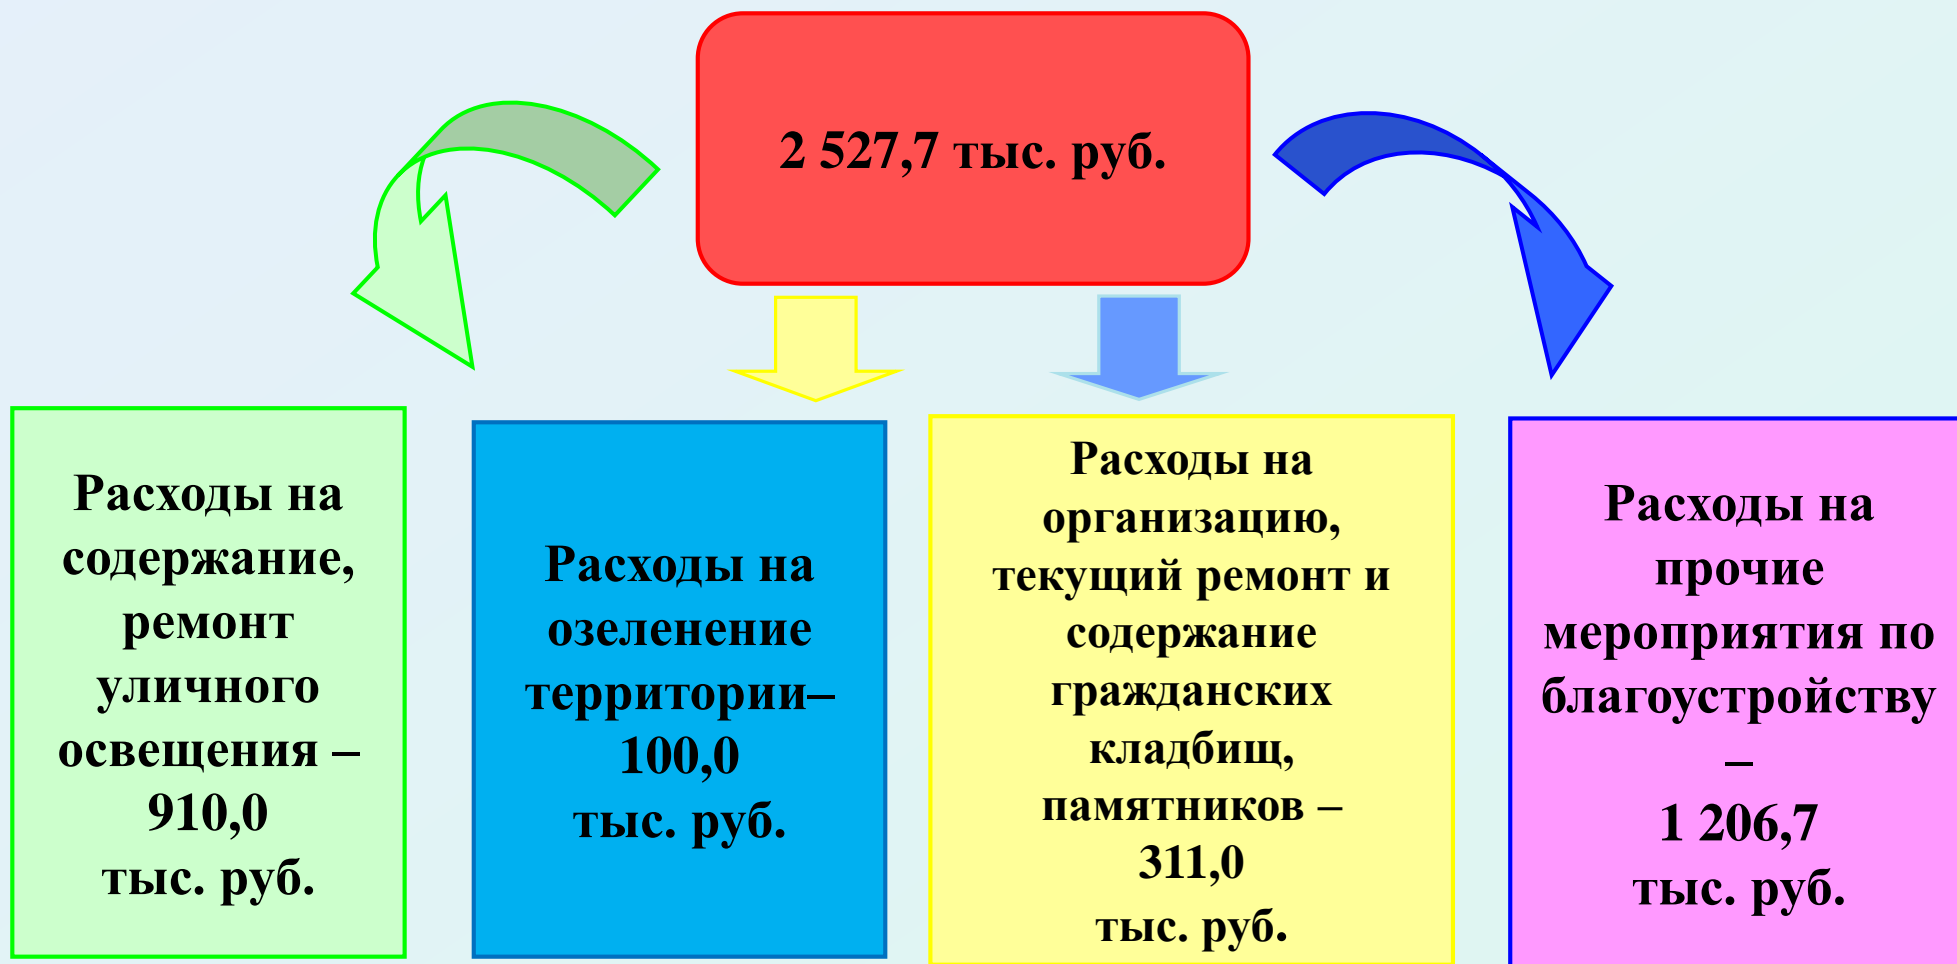 2 527,7 тыс. руб.
Расходы на
содержание,
ремонт
уличного
освещения –
910,0
тыс. руб.
Расходы на
озеленение
территории–
100,0
тыс. руб.
Расходы на
организацию,
текущий ремонт и
содержание
гражданских
кладбищ,
памятников –
311,0
тыс. руб.
Расходы на
прочие
мероприятия по
благоустройству
–
1 206,7
тыс. руб.